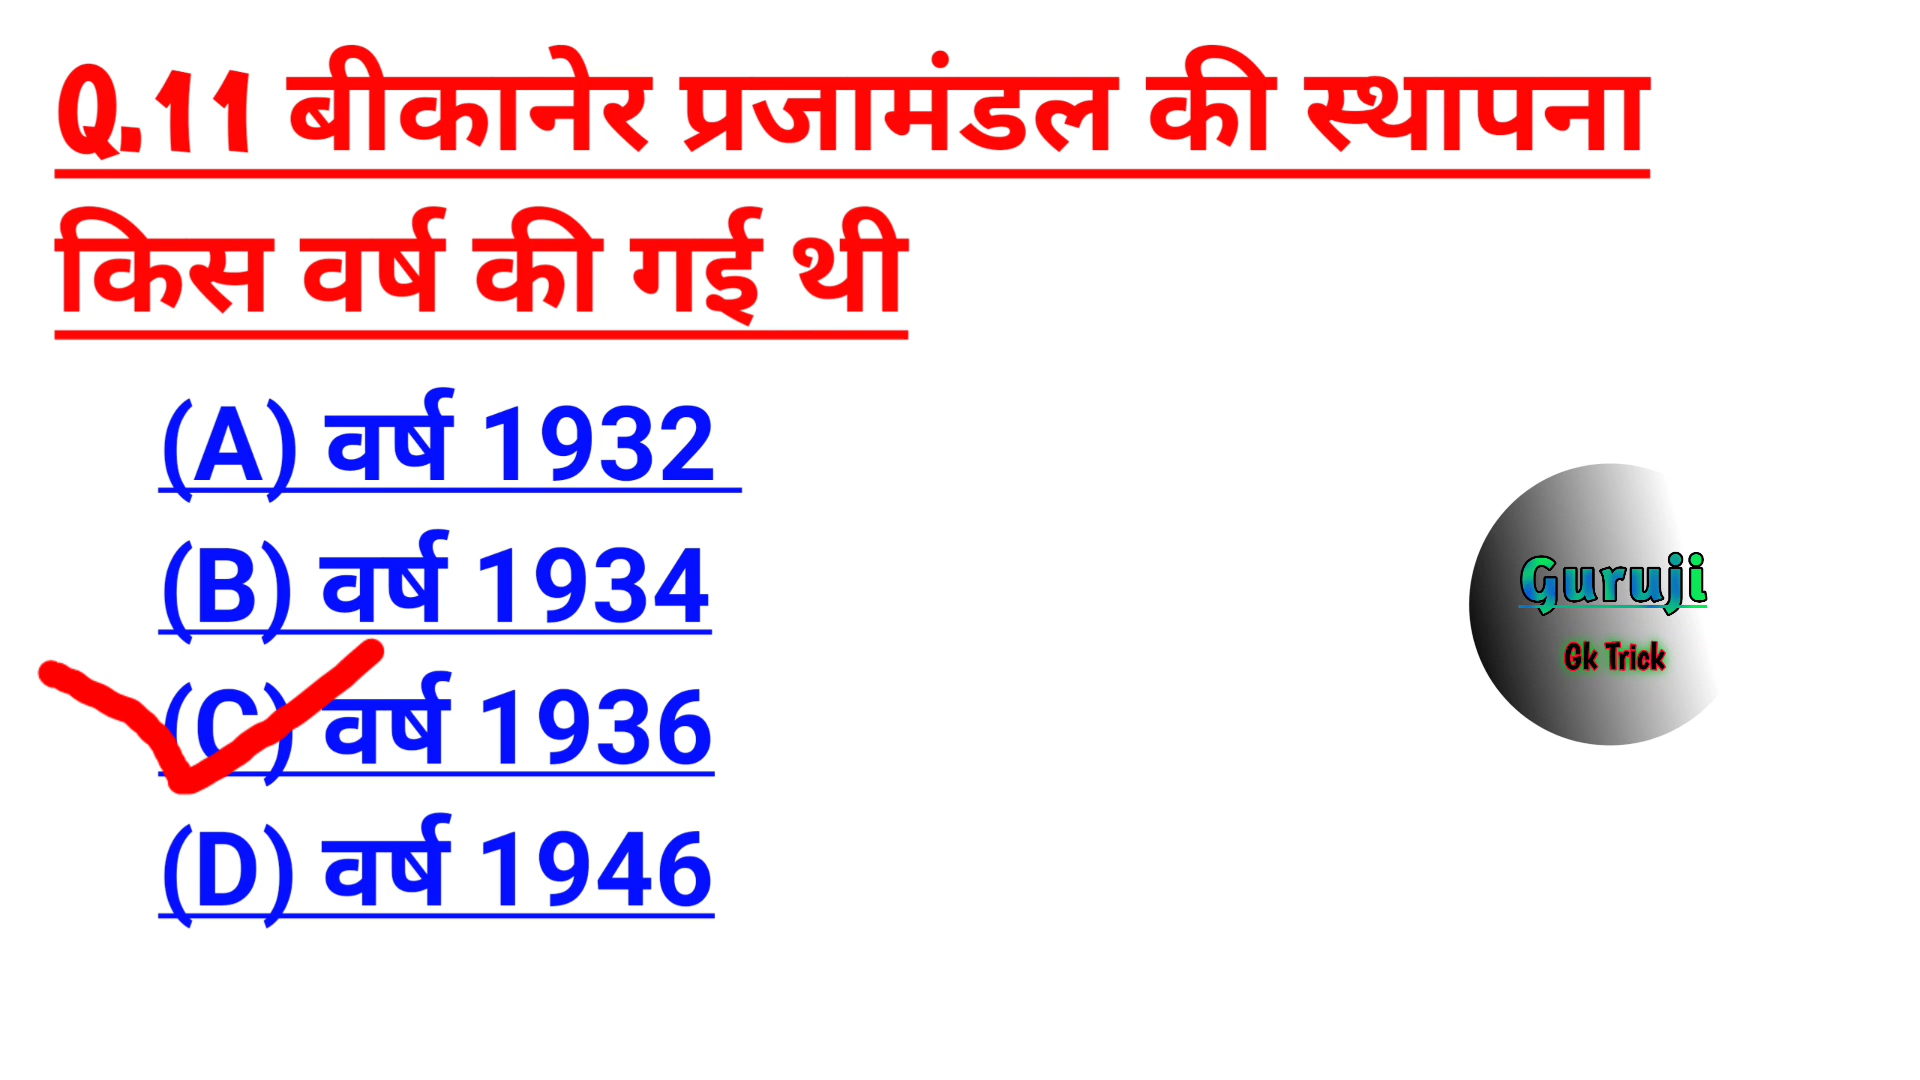 Q.11 बीकानेर प्रजामंडल की स्थापना
किस वर्ष की गई थी
(A) वर्ष 1932
(B) वर्ष 1934
(C) वर्ष 1936
(D) वर्ष 1946
Guruji
Gk Trick